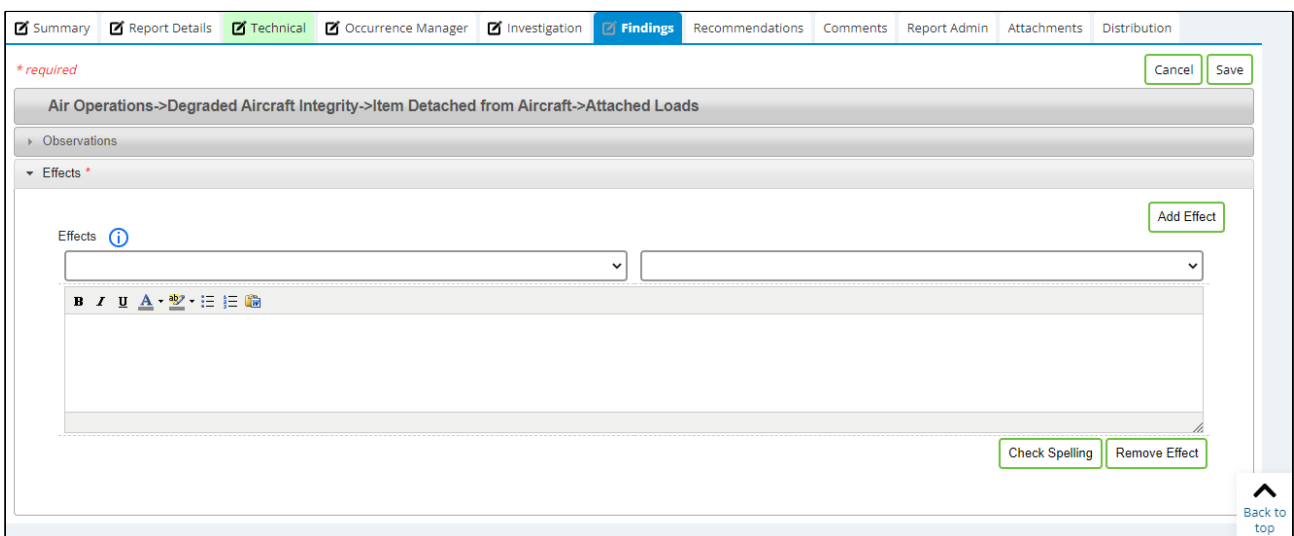 Summary Report Details Technical Occurrence Manager Investigation Findings Recommendations Comments Report Admin Attachments Distribution
* required
Cancel Save
Air Operations->Degraded Aircraft Integrity->Item Detached from Aircraft->Attached Loads
Observations
Effects *
Add Effect
Effects
B I U A ab
Check Spelling Remove Effect
Back to
top